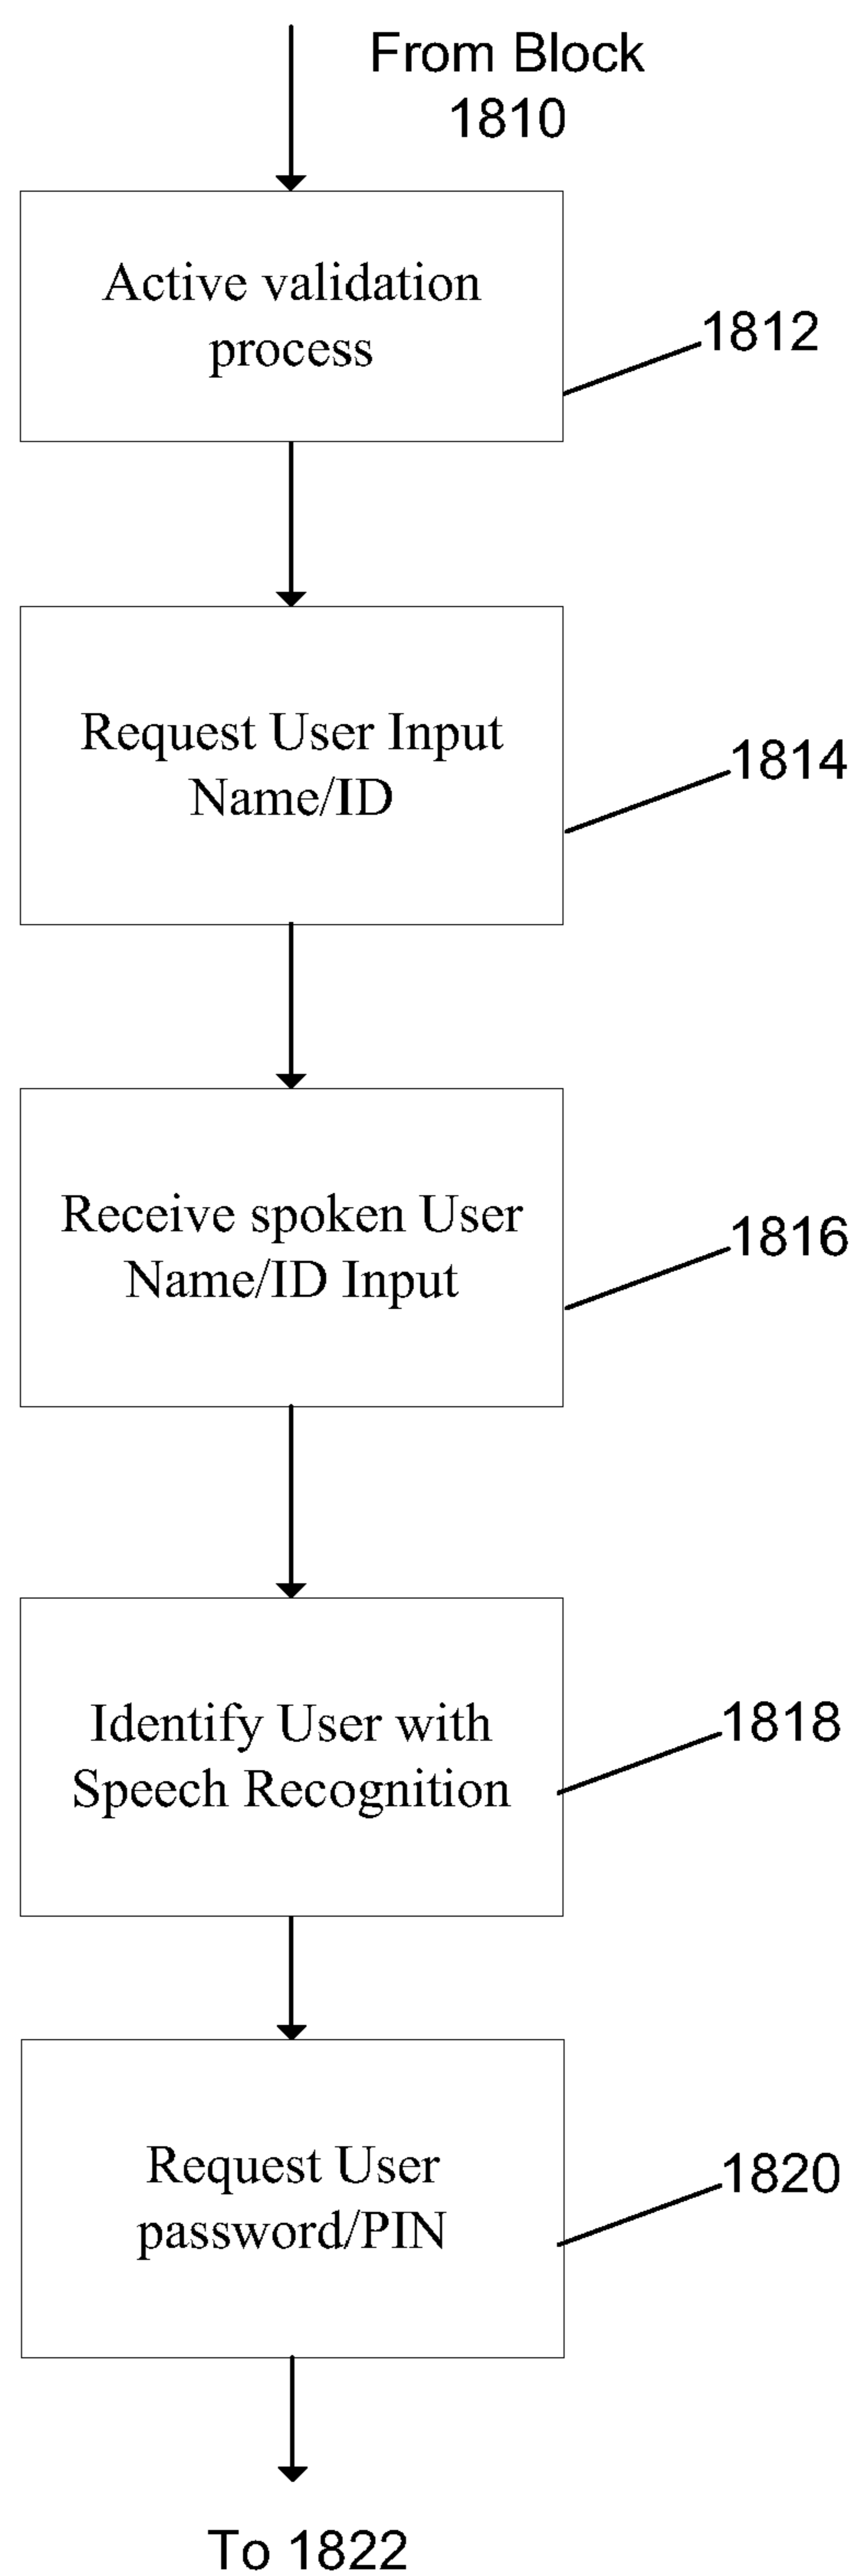 From Block
1810
Active validation
process
1812
Request User Input
Name/ID
1814
Receive spoken User
Name/ID Input
1816
Identify User with
Speech Recognition
1818
Request User
password/PIN
1820
To 1822